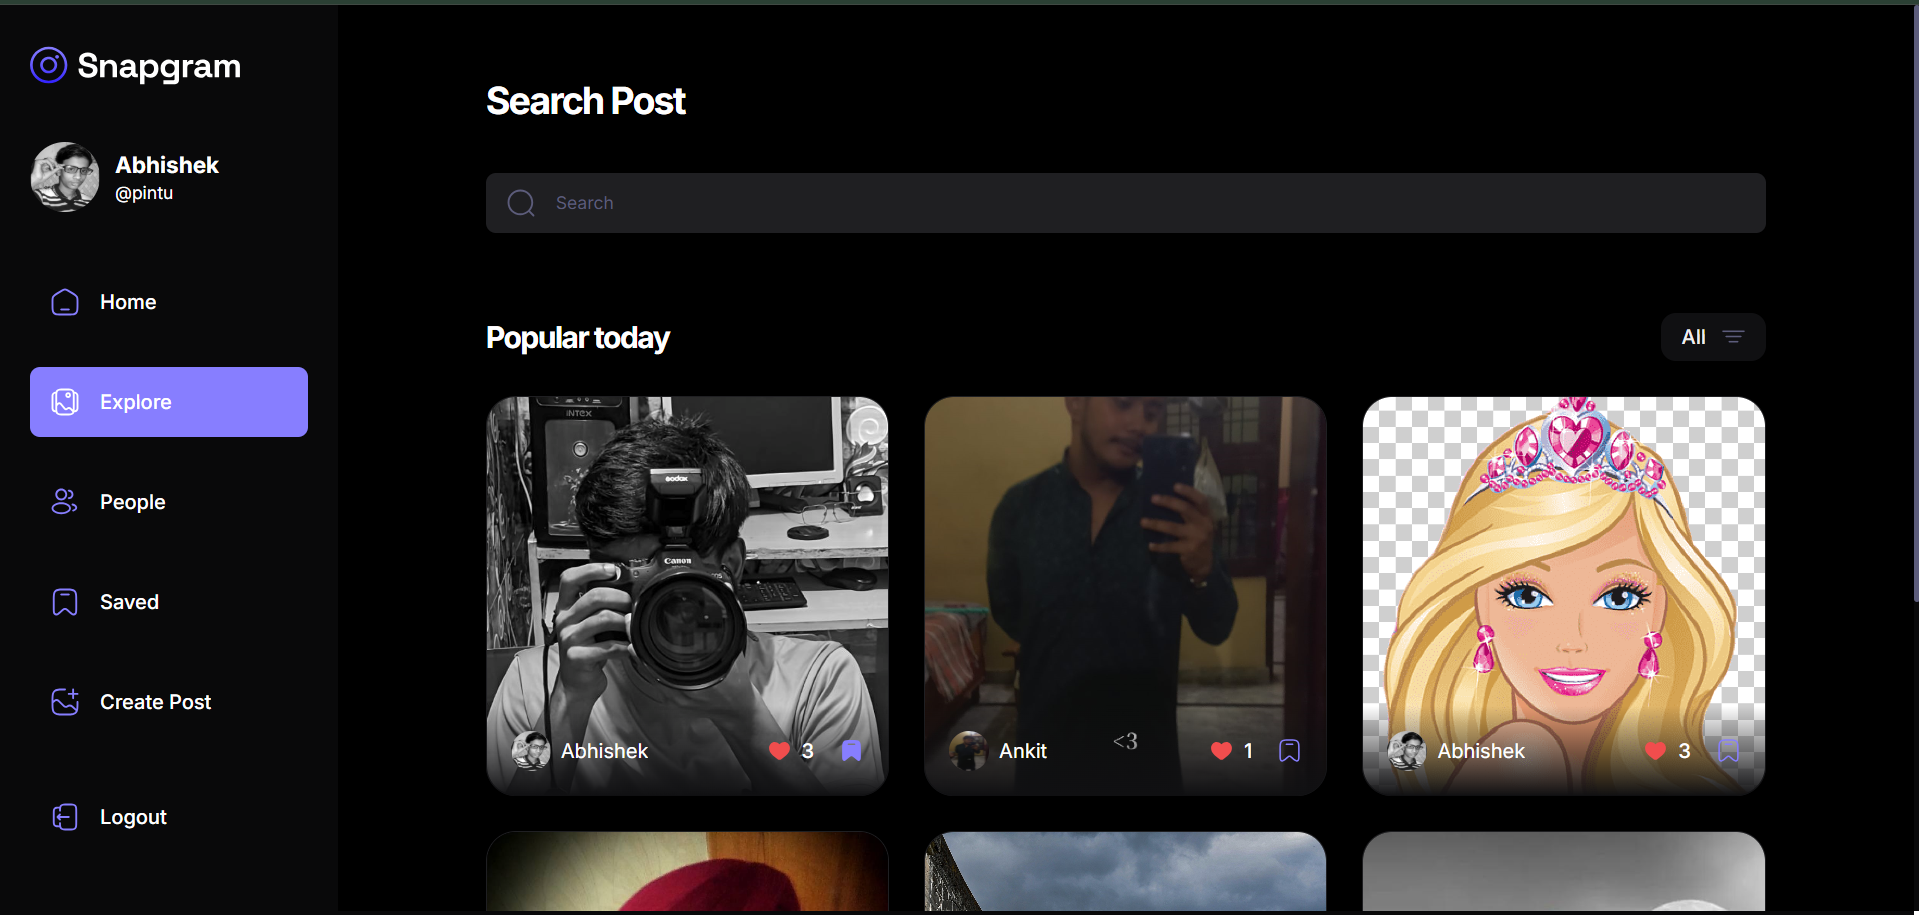 Snapgram
Abhishek
@pintu
Home
Explore
People
Saved
Create Post
Logout
Search Post
Search
Popular today
All
INTEX
Godox
Canon
Abhishek
3
Ankit
<3
1
Abhishek
3